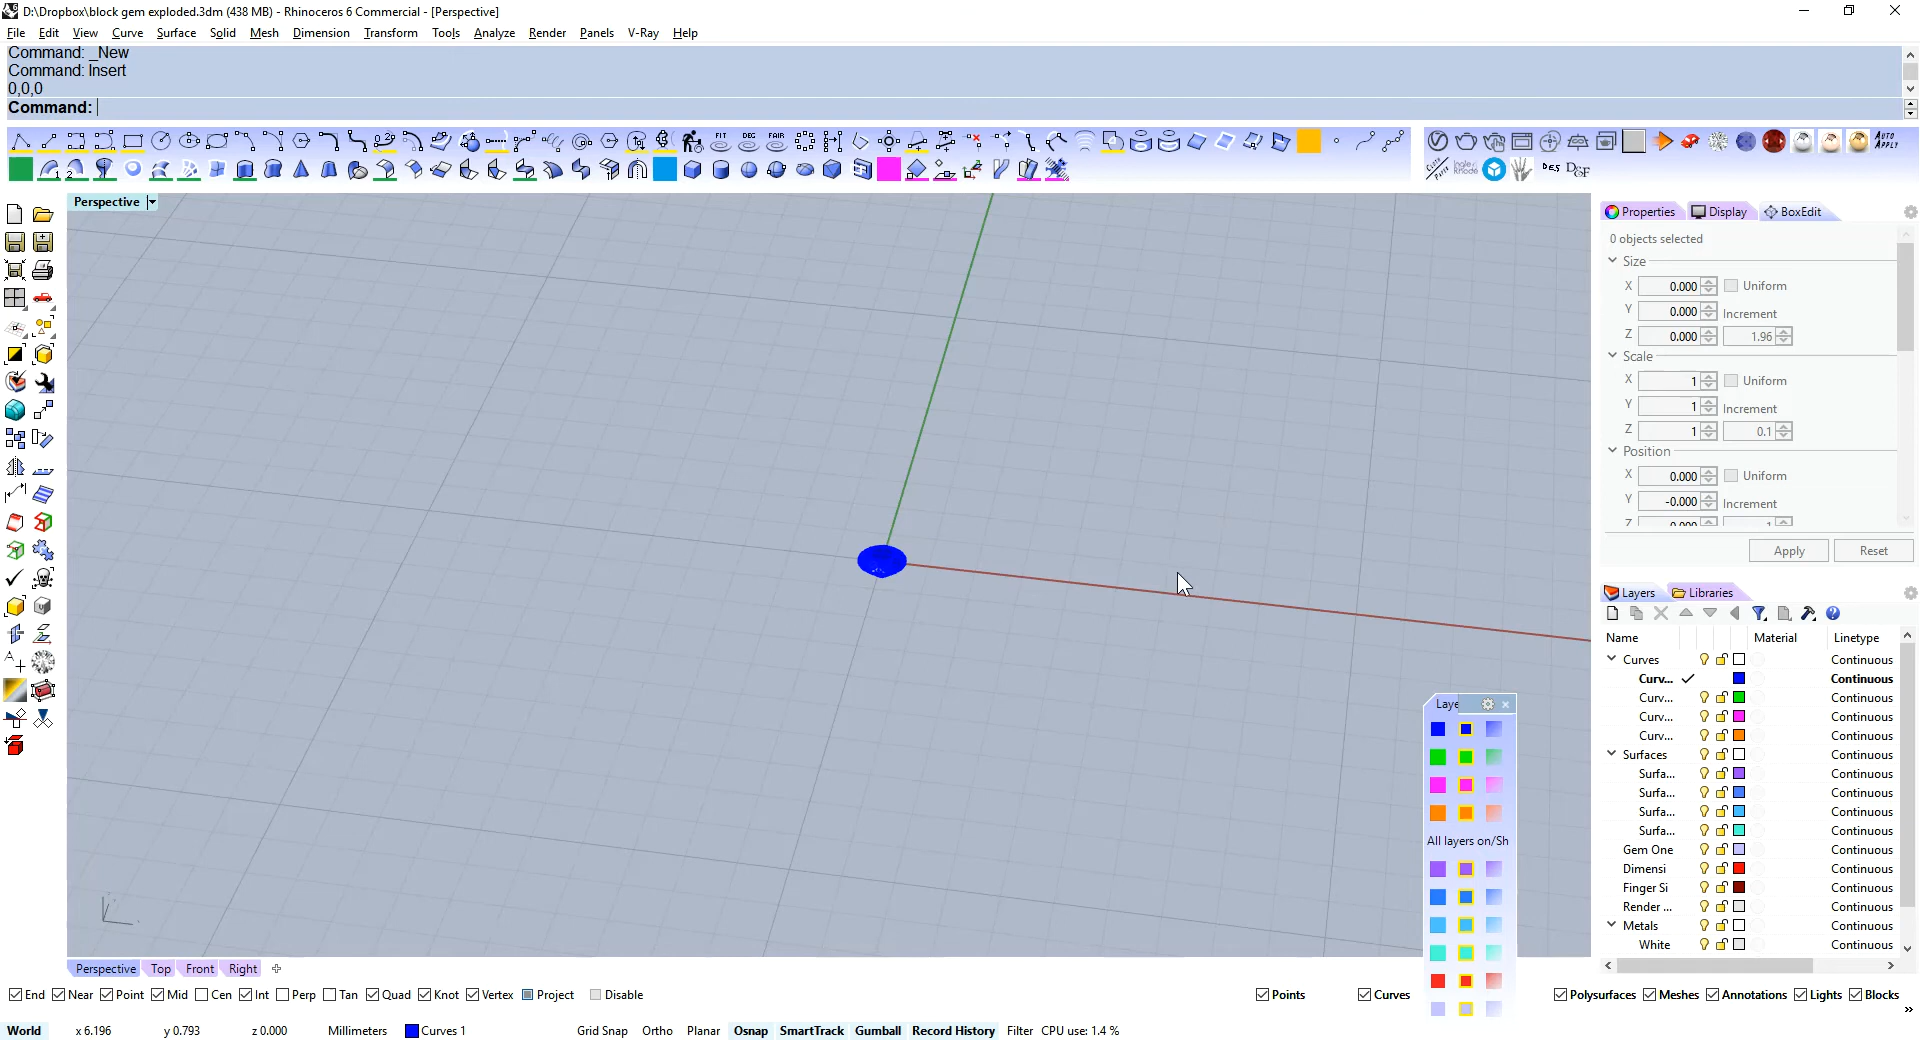 D:\Dropbox\block gem exploded.3dm (438 MB) - Rhinoceros 6 Commercial - [Perspective]
File Edit View Curve Surface Solid Mesh Dimension Transform Tools Analyze Render Panels V-Ray Help
Command: _New
Command: Insert
0,0,0
Command:
FIT DEG FAIR
AUTO APPLY
Perspective
Properties Display BoxEdit
0 objects selected
Size
X 0.000 Uniform
Y 0.000 Increment
Z 0.000 1.96
Scale
X 1 Uniform
Y 1 Increment
Z 1 0.1
Position
X 0.000 Uniform
Y -0.000 Increment
Apply Reset
Layers Libraries
Name Material Linetype
Curves Continuous
Curv... Continuous
Curv... Continuous
Curv... Continuous
Curv... Continuous
Surfaces Continuous
Surfa... Continuous
Surfa... Continuous
Surfa... Continuous
Surfa... Continuous
Gem One Continuous
Dimensi Continuous
Finger Si Continuous
Render ... Continuous
Metals Continuous
White Continuous
Laye
All layers on/Sh
Perspective Top Front Right
End Near Point Mid Cen Int Perp Tan Quad Knot Vertex Project Disable Points Curves Polysurfaces Meshes Annotations Lights Blocks
World x 6.196 y 0.793 z 0.000 Millimeters Curves 1 Grid Snap Ortho Planar Osnap SmartTrack Gumball Record History Filter CPU use: 1.4 %